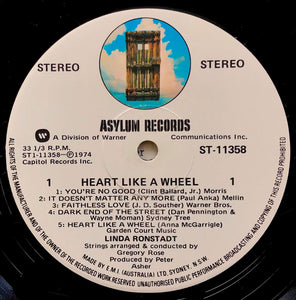 STEREO STEREO
ASYLUM RECORDS
A Division of Warner Communications Inc.
33 1/3 R.P.M.
ST1-11358—Ⓟ1974 ST-11358
Capitol Records Inc.
1 HEART LIKE A WHEEL 1
1. YOU'RE NO GOOD (Clint Bailard, Jr.) Morris
2. IT DOESN'T MATTER ANY MORE (Paul Anka) Mellin
3. FAITHLESS LOVE (J. D. Souther) Warner Bros.
4. DARK END OF THE STREET (Dan Pennington &
Wayne Moman) Sydney Tree
5. HEART LIKE A WHEEL (Anna McGarrigle)
Garden Court Music
LINDA RONSTADT
Strings arranged & conducted by
Gregory Rose
Produced by Peter
Asher
MADE BY E.M.I. (AUSTRALIA) LTD. SYDNEY. N.S.W.
ALL RIGHTS OF THE MANUFACTURER AND OF THE OWNER OF THE RECORDED WORK RESERVED UNAUTHORISED PUBLIC PERFORMANCE BROADCASTING AND COPYING OF THIS RECORD PROHIBITED